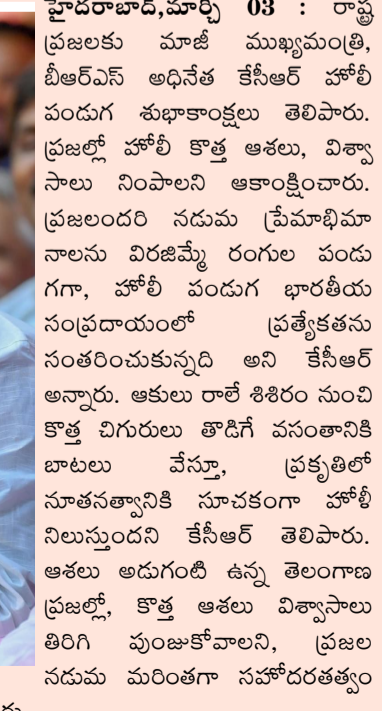 హైదరాబాద్,మార్చి 03 : రాష్ట్ర
ప్రజలకు మాజీ ముఖ్యమంత్రి,
బీఆర్ఎస్ అధినేత కేసీఆర్ హోలీ
పండుగ శుభాకాంక్షలు తెలిపారు.
ప్రజల్లో హోలీ కొత్త ఆశలు, విశ్వా
సాలు నింపాలని ఆకాంక్షించారు.
ప్రజలందరి నడుమ ప్రేమాభిమా
నాలను విరజిమ్మే రంగుల పండు
గగా, హోలీ పండుగ భారతీయ
సంప్రదాయంలో ప్రత్యేకతను
సంతరించుకున్నది అని కేసీఆర్
అన్నారు. ఆకులు రాలే శిశిరం నుంచి
కొత్త చిగురులు తొడిగే వసంతానికి
బాటలు వేస్తూ, ప్రకృతిలో
నూతనత్వానికి సూచకంగా హోళీ
నిలుస్తుందని కేసీఆర్ తెలిపారు.
ఆశలు అడుగంటి ఉన్న తెలంగాణ
ప్రజల్లో, కొత్త ఆశలు విశ్వాసాలు
తిరిగి పుంజుకోవాలని, ప్రజల
నడుమ మరింతగా సహోదరతత్వం